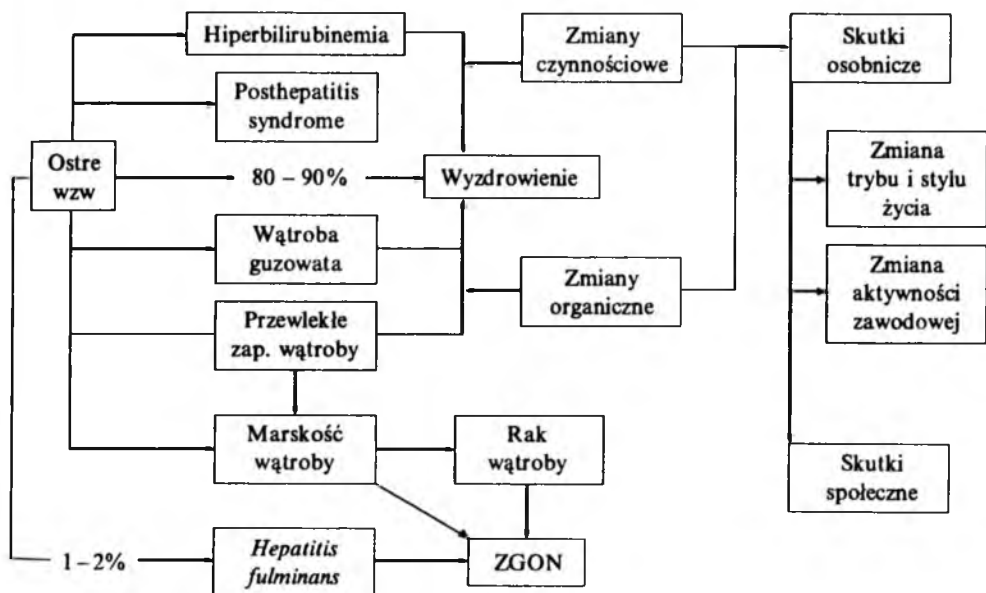 Hiperbilirubinemia
Zmiany
czynnościowe
Skutki
osobnicze
Posthepatitis
syndrome
Ostre
wzw
80 – 90%
Wyzdrowienie
Zmiana
trybu i stylu
życia
Wątroba
guzowata
Zmiany
organiczne
Zmiana
aktywności
zawodowej
Przewlekłe
zap. wątroby
Marskość
wątroby
Rak
wątroby
Skutki
społeczne
1 – 2%
Hepatitis
fulminans
ZGON